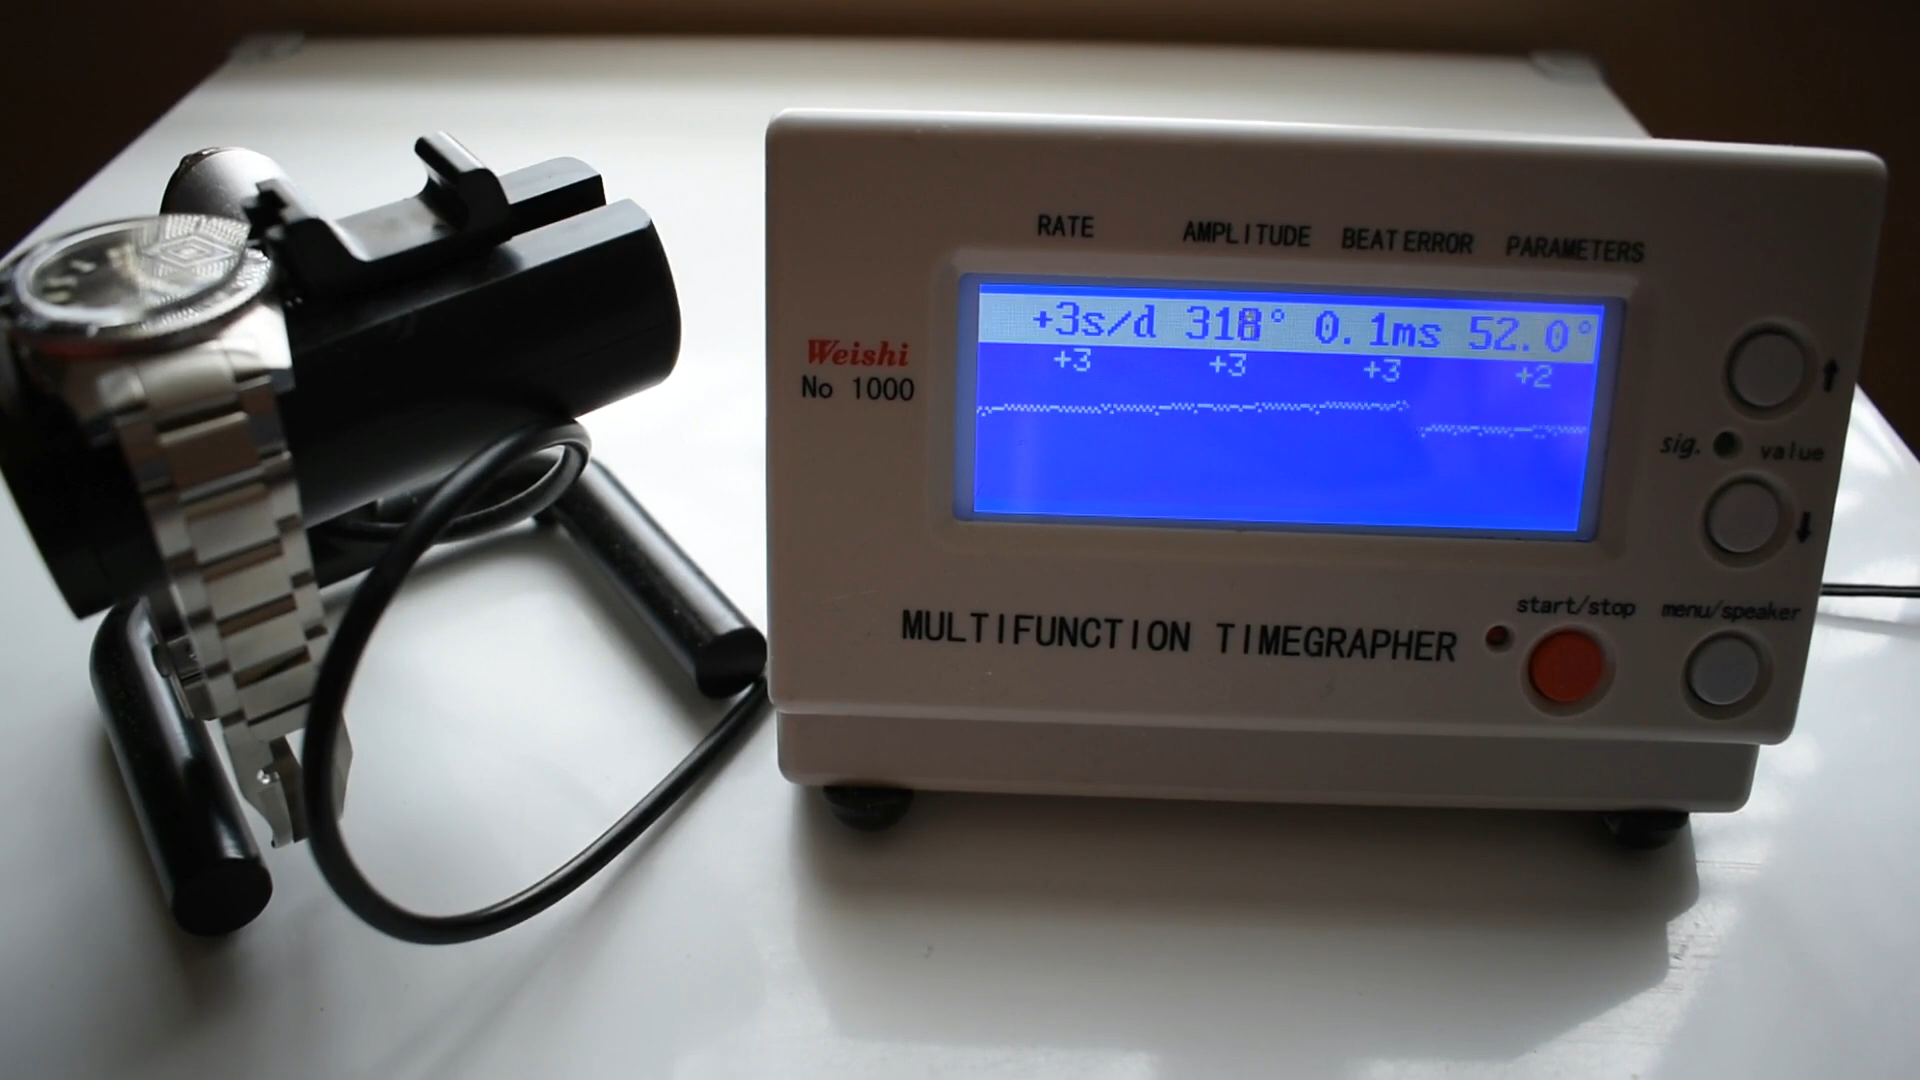 RATE AMPLITUDE BEAT ERROR PARAMETERS
+3s/d 318° 0.1ms 52.0°
+3 +3 +3 +2
Weishi
No 1000
sig. value
start/stop menu/speaker
MULTIFUNCTION TIMEGRAPHER